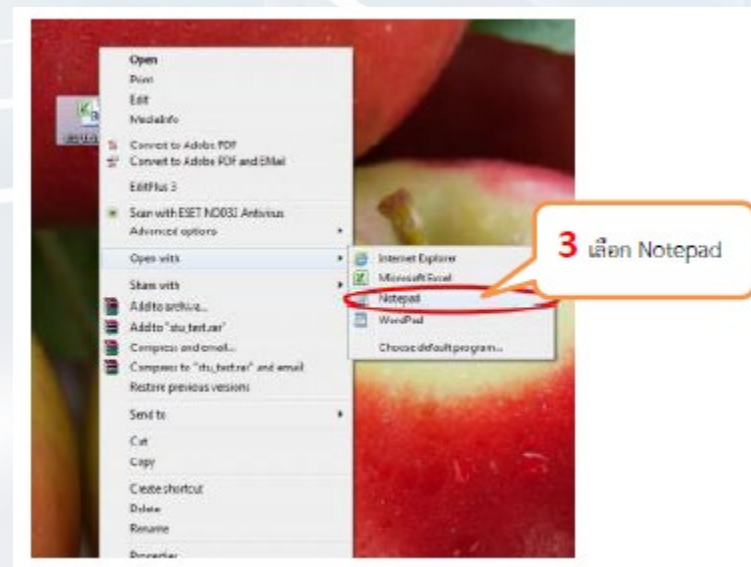 Open
Print
Edit
MediaInfo
Convert to Adobe PDF
Convert to Adobe PDF and EMail
EditPlus 3
Scan with ESET NOD32 Antivirus
Advanced options
Open with
Internet Explorer
Microsoft Excel
3 เลือก Notepad
Notepad
WordPad
Choose default program...
Share with
Add to archive...
Add to "stu_test.rar"
Compress and email...
Compress to "stu_test.rar" and email
Restore previous versions
Send to
Cut
Copy
Create shortcut
Delete
Rename
Properties